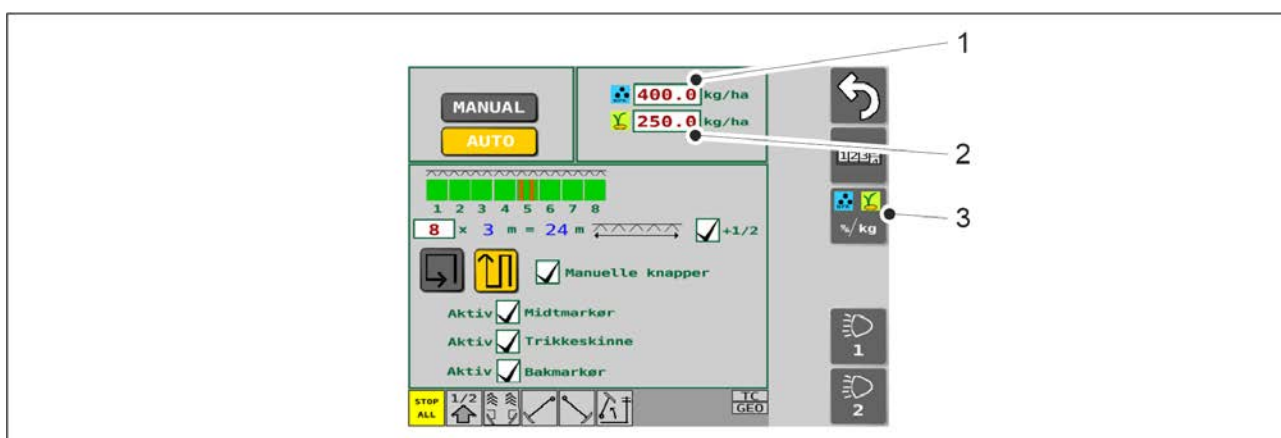 1
MANUAL
AUTO
400.0 kg/ha
250.0 kg/ha
2
3
%/kg
1 2 3 4 5 6 7 8
8 x 3 m = 24 m +1/2
Manuelle knapper
Aktiv Midtmarkør
Aktiv Trikkeskinne
Aktiv Bakmarkør
1
2
STOP
ALL
1/2
TC
GEO